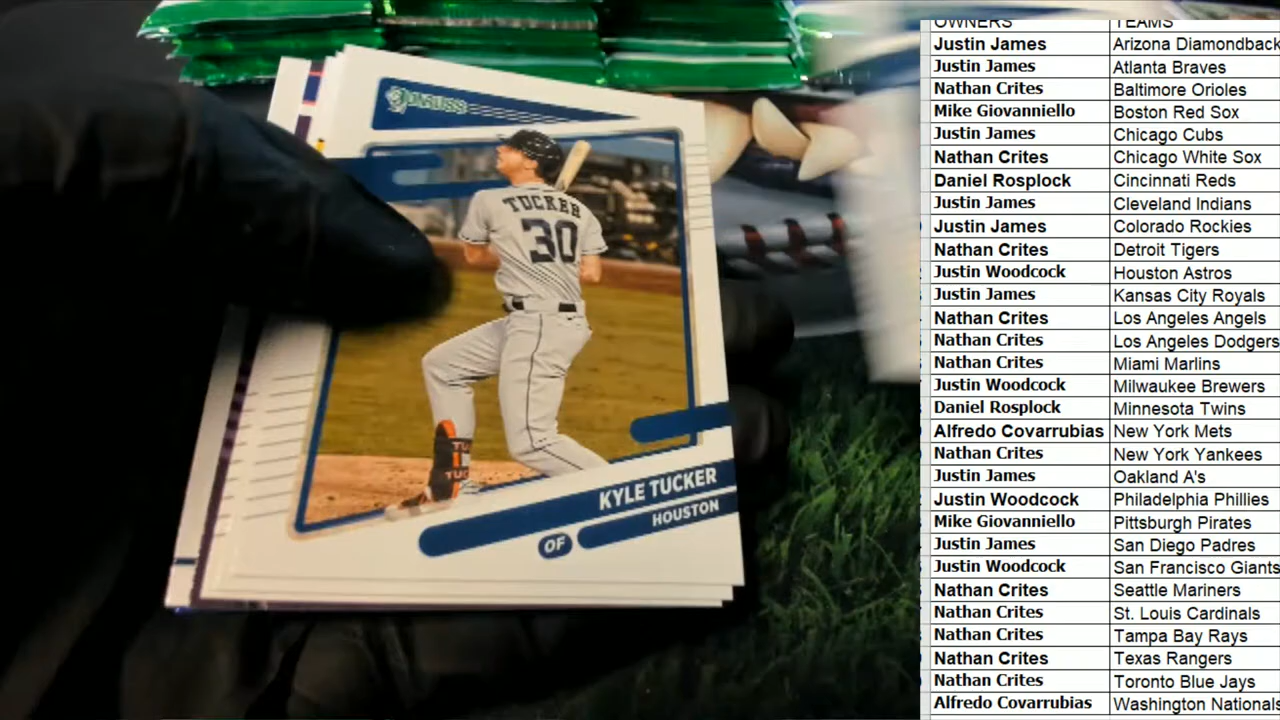 DONRUSS
TUCKER
30
KYLE TUCKER
HOUSTON
OF
OWNERS TEAMS
Justin James Arizona Diamondback
Justin James Atlanta Braves
Nathan Crites Baltimore Orioles
Mike Giovanniello Boston Red Sox
Justin James Chicago Cubs
Nathan Crites Chicago White Sox
Daniel Rosplock Cincinnati Reds
Justin James Cleveland Indians
Justin James Colorado Rockies
Nathan Crites Detroit Tigers
Justin Woodcock Houston Astros
Justin James Kansas City Royals
Nathan Crites Los Angeles Angels
Nathan Crites Los Angeles Dodgers
Nathan Crites Miami Marlins
Justin Woodcock Milwaukee Brewers
Daniel Rosplock Minnesota Twins
Alfredo Covarrubias New York Mets
Nathan Crites New York Yankees
Justin James Oakland A's
Justin Woodcock Philadelphia Phillies
Mike Giovanniello Pittsburgh Pirates
Justin James San Diego Padres
Justin Woodcock San Francisco Giants
Nathan Crites Seattle Mariners
Nathan Crites St. Louis Cardinals
Nathan Crites Tampa Bay Rays
Nathan Crites Texas Rangers
Nathan Crites Toronto Blue Jays
Alfredo Covarrubias Washington Nationals